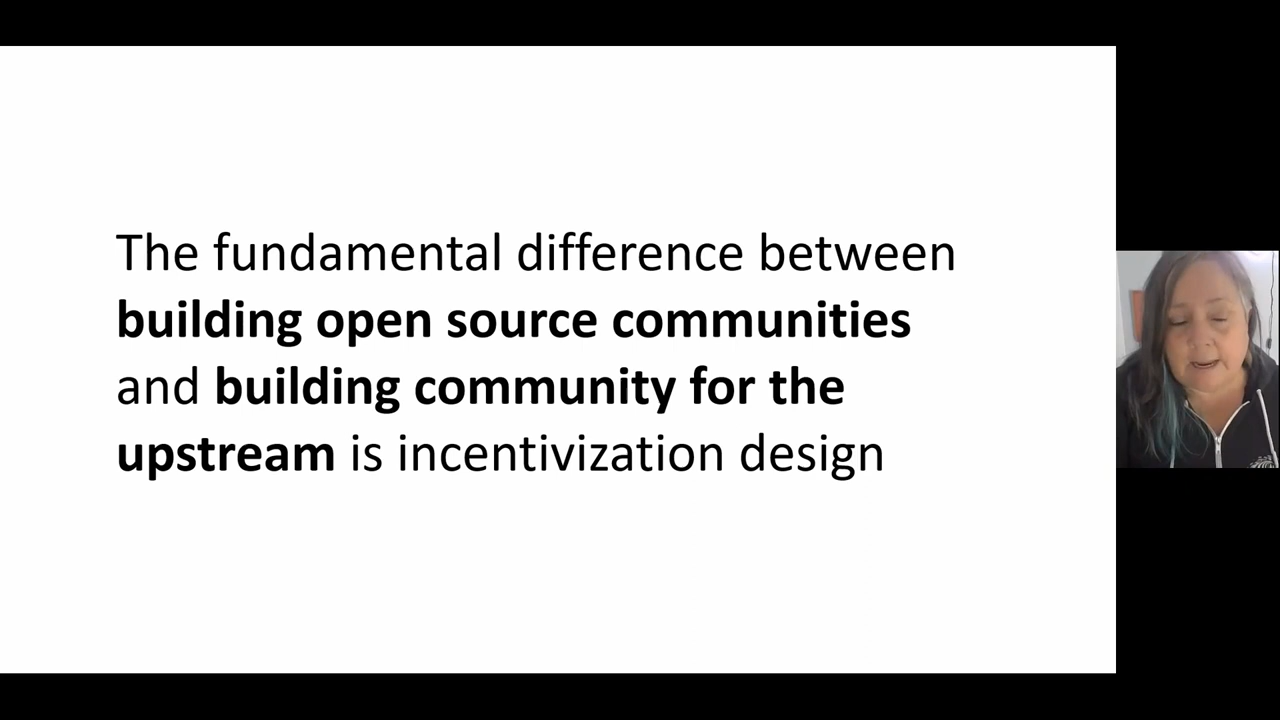 The fundamental difference between
building open source communities
and building community for the
upstream is incentivization design